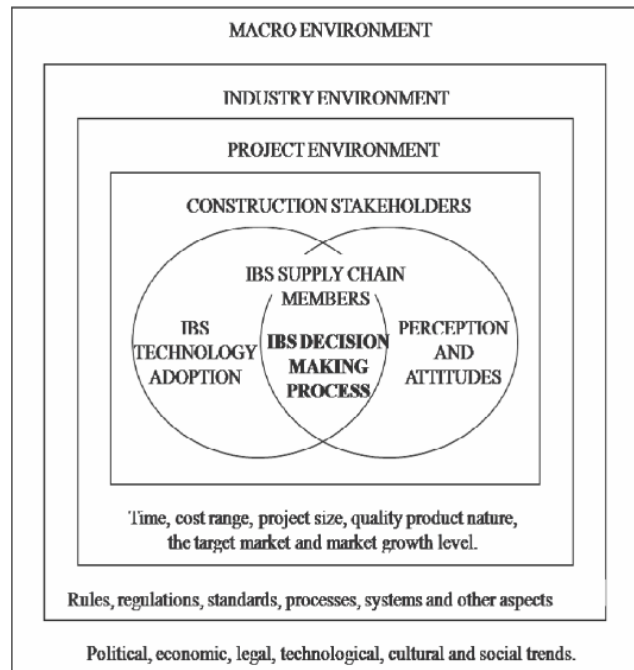 MACRO ENVIRONMENT
INDUSTRY ENVIRONMENT
PROJECT ENVIRONMENT
CONSTRUCTION STAKEHOLDERS
IBS SUPPLY CHAIN
MEMBERS
IBS
TECHNOLOGY
ADOPTION
IBS DECISION
MAKING
PROCESS
PERCEPTION
AND
ATTITUDES
Time, cost range, project size, quality product nature,
the target market and market growth level.
Rules, regulations, standards, processes, systems and other aspects
Political, economic, legal, technological, cultural and social trends.